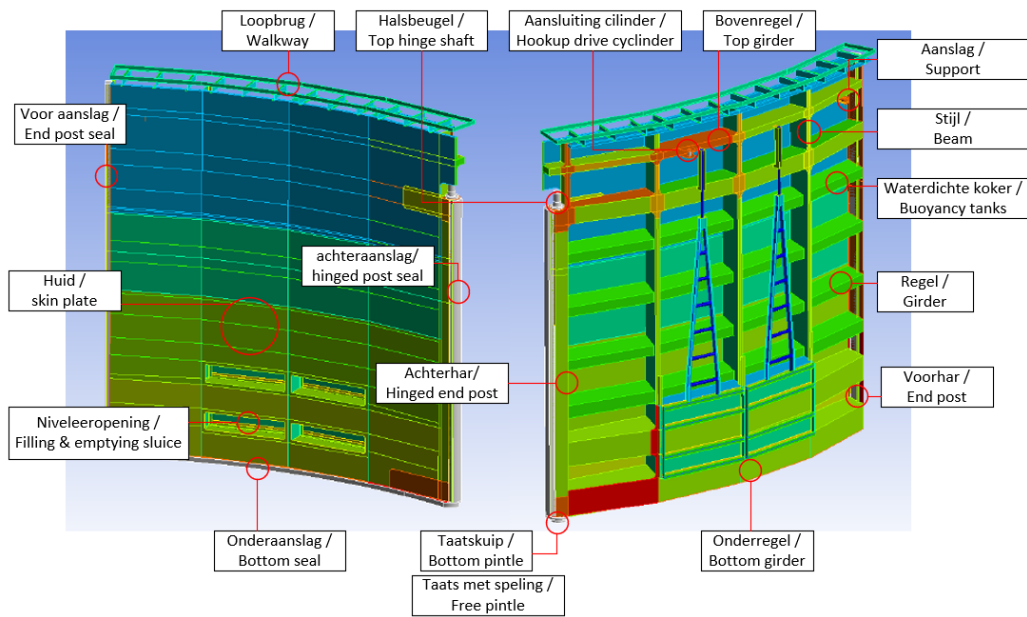 Loopbrug /
Walkway
Halsbeugel /
Top hinge shaft
Aansluiting cilinder /
Hookup drive cyclinder
Bovenregel /
Top girder
Aanslag /
Support
Voor aanslag /
End post seal
Stijl /
Beam
Waterdichte koker /
Buoyancy tanks
achteraanslag/
hinged post seal
Huid /
skin plate
Regel /
Girder
Achterhar/
Hinged end post
Voorhar /
End post
Niveleeropening /
Filling & emptying sluice
Onderaanslag /
Bottom seal
Taatskuip /
Bottom pintle
Onderregel /
Bottom girder
Taats met speling /
Free pintle